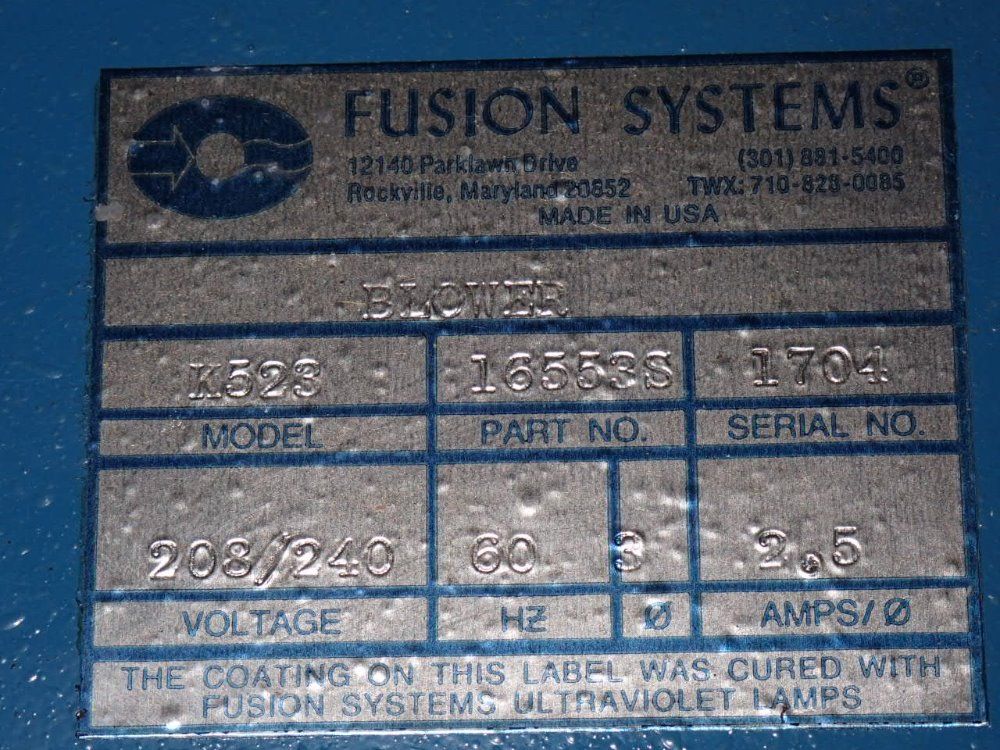 FUSION SYSTEMS®
12140 Parklawn Drive (301) 881-5400
Rockville, Maryland 20852 TWX: 710-828-0085
MADE IN USA
BLOWER
K523 16553S 1704
MODEL PART NO. SERIAL NO.
208/240 60 3 2.5
VOLTAGE HZ Ø AMPS/Ø
THE COATING ON THIS LABEL WAS CURED WITH
FUSION SYSTEMS ULTRAVIOLET LAMPS